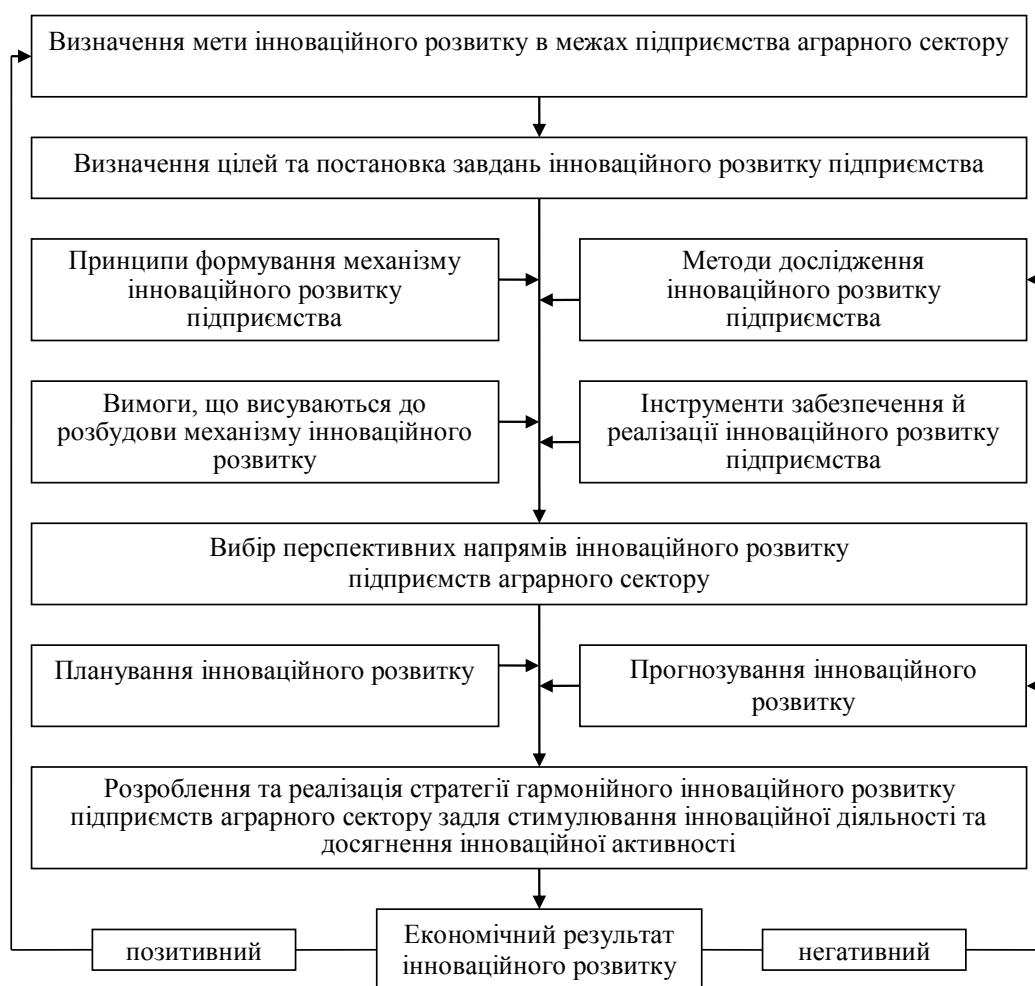 Визначення мети інноваційного розвитку в межах підприємства аграрного сектору
Визначення цілей та постановка завдань інноваційного розвитку підприємства
Принципи формування механізму
інноваційного розвитку
підприємства
Методи дослідження
інноваційного розвитку
підприємства
Вимоги, що висуваються до
розбудови механізму інноваційного
розвитку
Інструменти забезпечення й
реалізації інноваційного розвитку
підприємства
Вибір перспективних напрямів інноваційного розвитку
підприємств аграрного сектору
Планування інноваційного розвитку
Прогнозування інноваційного
розвитку
Розроблення та реалізація стратегії гармонійного інноваційного розвитку
підприємств аграрного сектору задля стимулювання інноваційної діяльності та
досягнення інноваційної активності
позитивний
Економічний результат
інноваційного розвитку
негативний